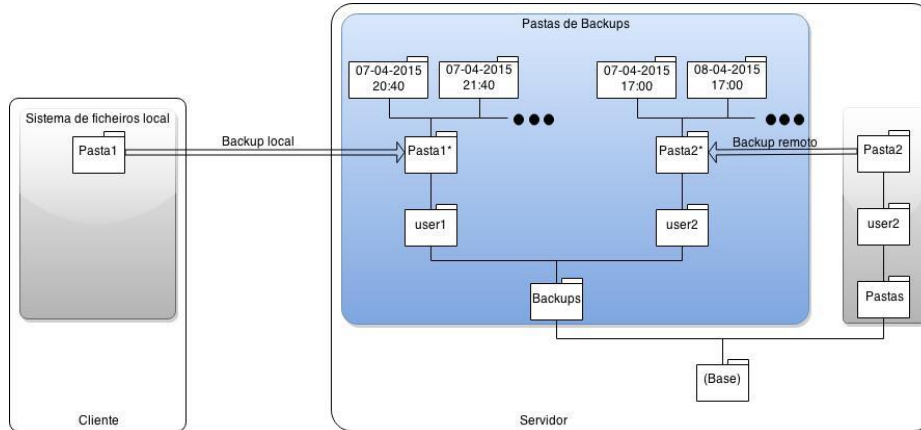 Pastas de Backups
07-04-2015
20:40
07-04-2015
21:40
07-04-2015
17:00
08-04-2015
17:00
Sistema de ficheiros local
Pasta1
Backup local
Pasta1*
Pasta2*
Backup remoto
Pasta2
user1
user2
user2
Backups
Pastas
(Base)
Cliente
Servidor